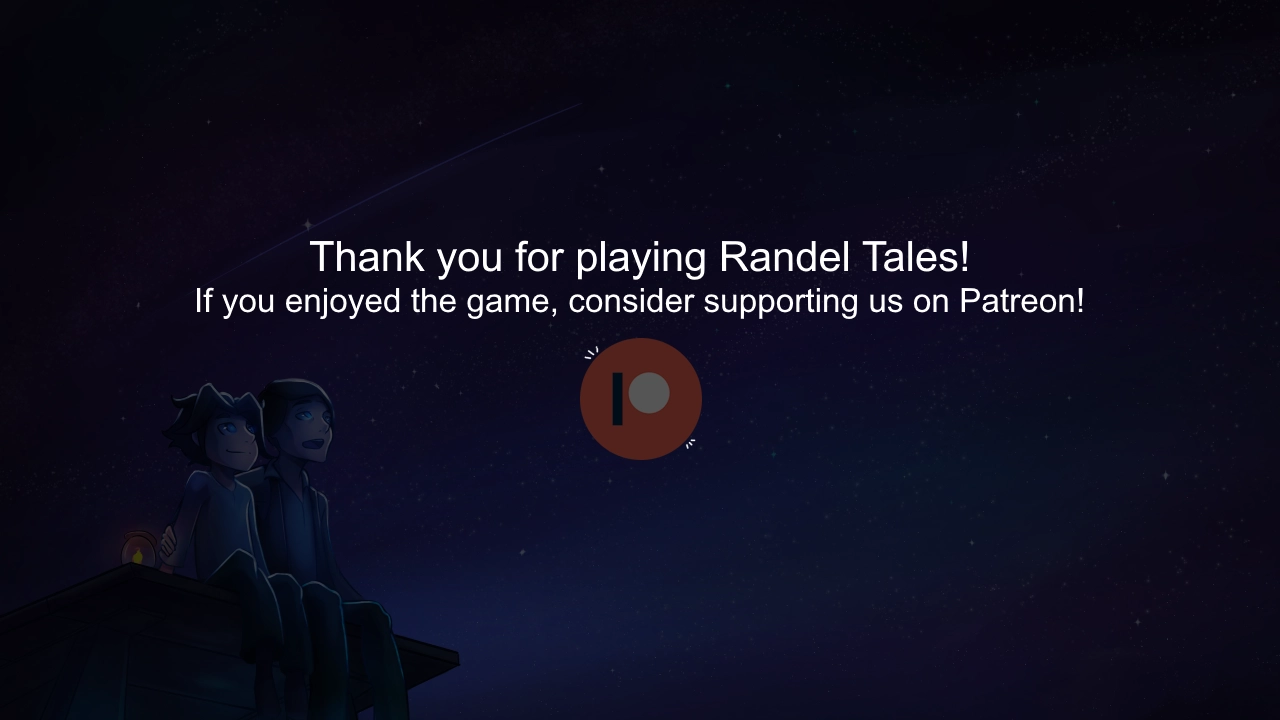 Thank you for playing Randel Tales!
If you enjoyed the game, consider supporting us on Patreon!